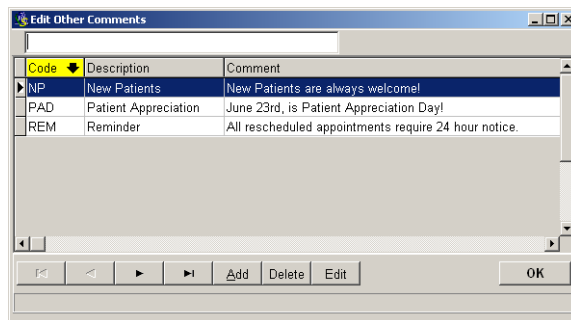 Edit Other Comments
Code Description Comment
NP New Patients New Patients are always welcome!
PAD Patient Appreciation June 23rd, is Patient Appreciation Day!
REM Reminder All rescheduled appointments require 24 hour notice.
Add Delete Edit OK